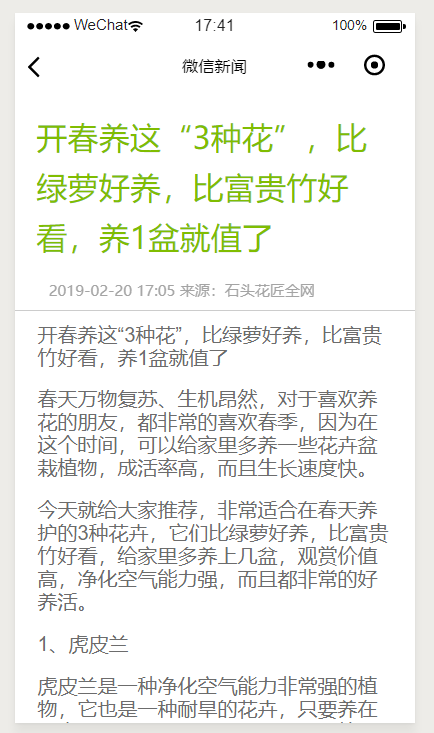 WeChat 17:41 100%
微信新闻
开春养这“3种花”，比
绿萝好养，比富贵竹好
看，养1盆就值了
2019-02-20 17:05 来源：石头花匠全网
开春养这“3种花”，比绿萝好养，比富贵
竹好看，养1盆就值了
春天万物复苏、生机昂然，对于喜欢养
花的朋友，都非常的喜欢春季，因为在
这个时间，可以给家里多养一些花卉盆
栽植物，成活率高，而且生长速度快。
今天就给大家推荐，非常适合在春天养
护的3种花卉，它们比绿萝好养，比富贵
竹好看，给家里多养上几盆，观赏价值
高，净化空气能力强，而且都非常的好
养活。
1、虎皮兰
虎皮兰是一种净化空气能力非常强的植
物，它也是一种耐旱的花卉，只要养在